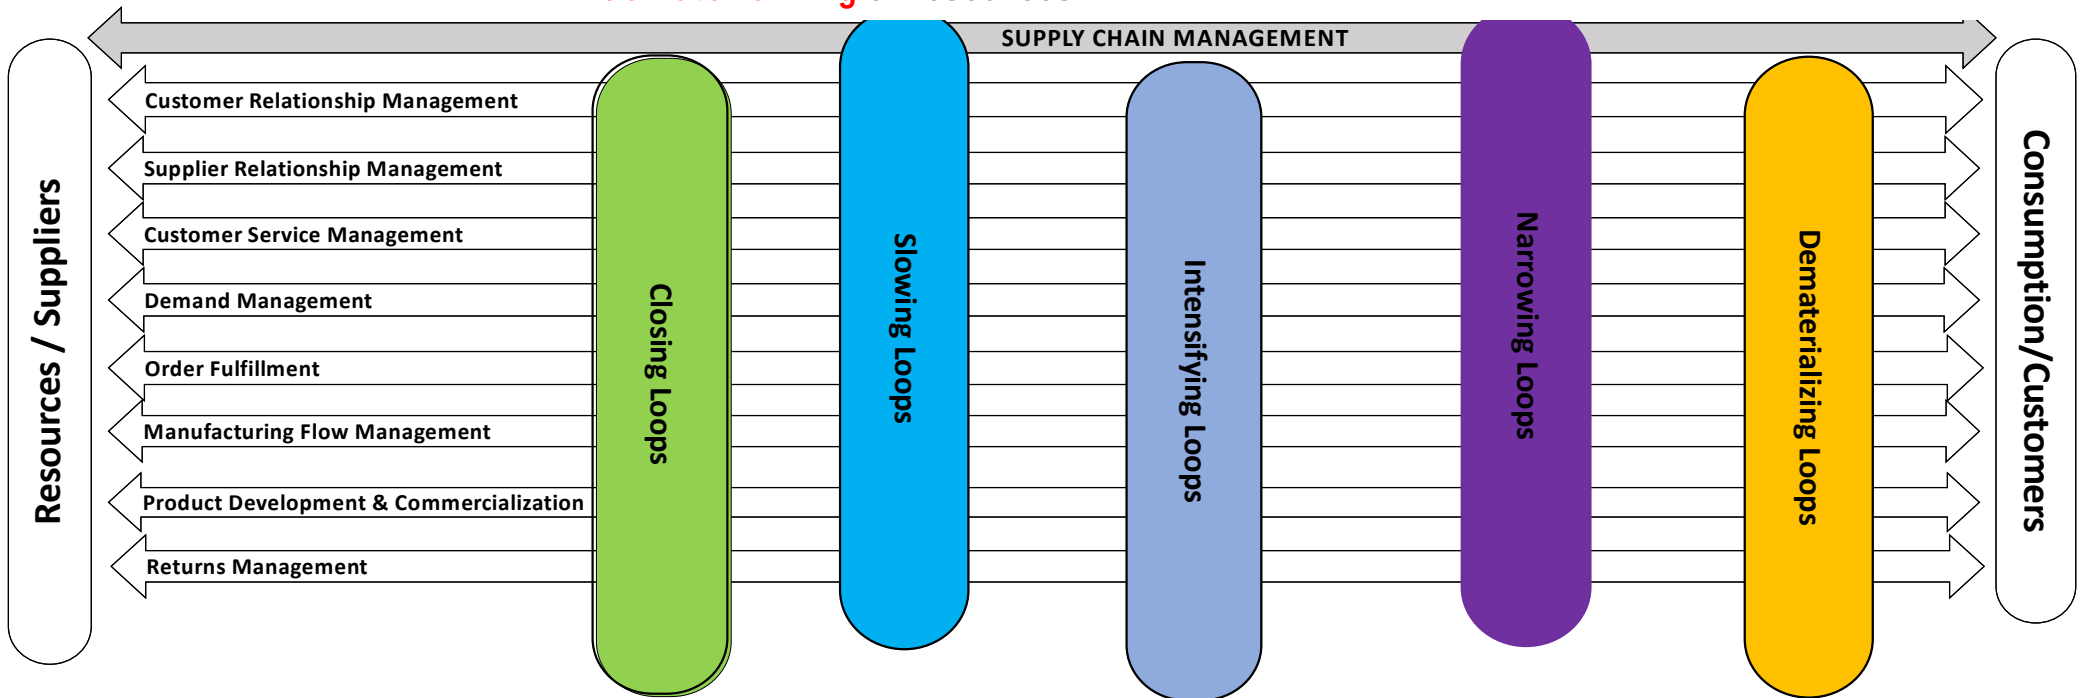 SUPPLY CHAIN MANAGEMENT
Resources / Suppliers
Customer Relationship Management
Supplier Relationship Management
Customer Service Management
Demand Management
Order Fulfillment
Manufacturing Flow Management
Product Development & Commercialization
Returns Management
Closing Loops
Slowing Loops
Intensifying Loops
Narrowing Loops
Dematerializing Loops
Consumption/Customers